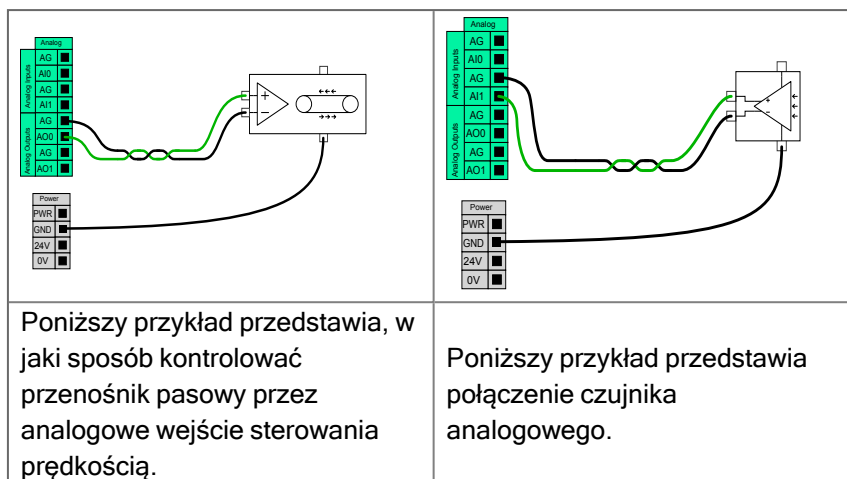 Analog
Analog Inputs
AG
AI0
AG
AI1
Analog Outputs
AG
AO0
AG
AO1
Power
PWR
GND
24V
0V
+
−
Analog
Analog Inputs
AG
AI0
AG
AI1
Analog Outputs
AG
AO0
AG
AO1
Power
PWR
GND
24V
0V
+
−
Poniższy przykład przedstawia, w
jaki sposób kontrolować
przenośnik pasowy przez
analogowe wejście sterowania
prędkością.
Poniższy przykład przedstawia
połączenie czujnika
analogowego.